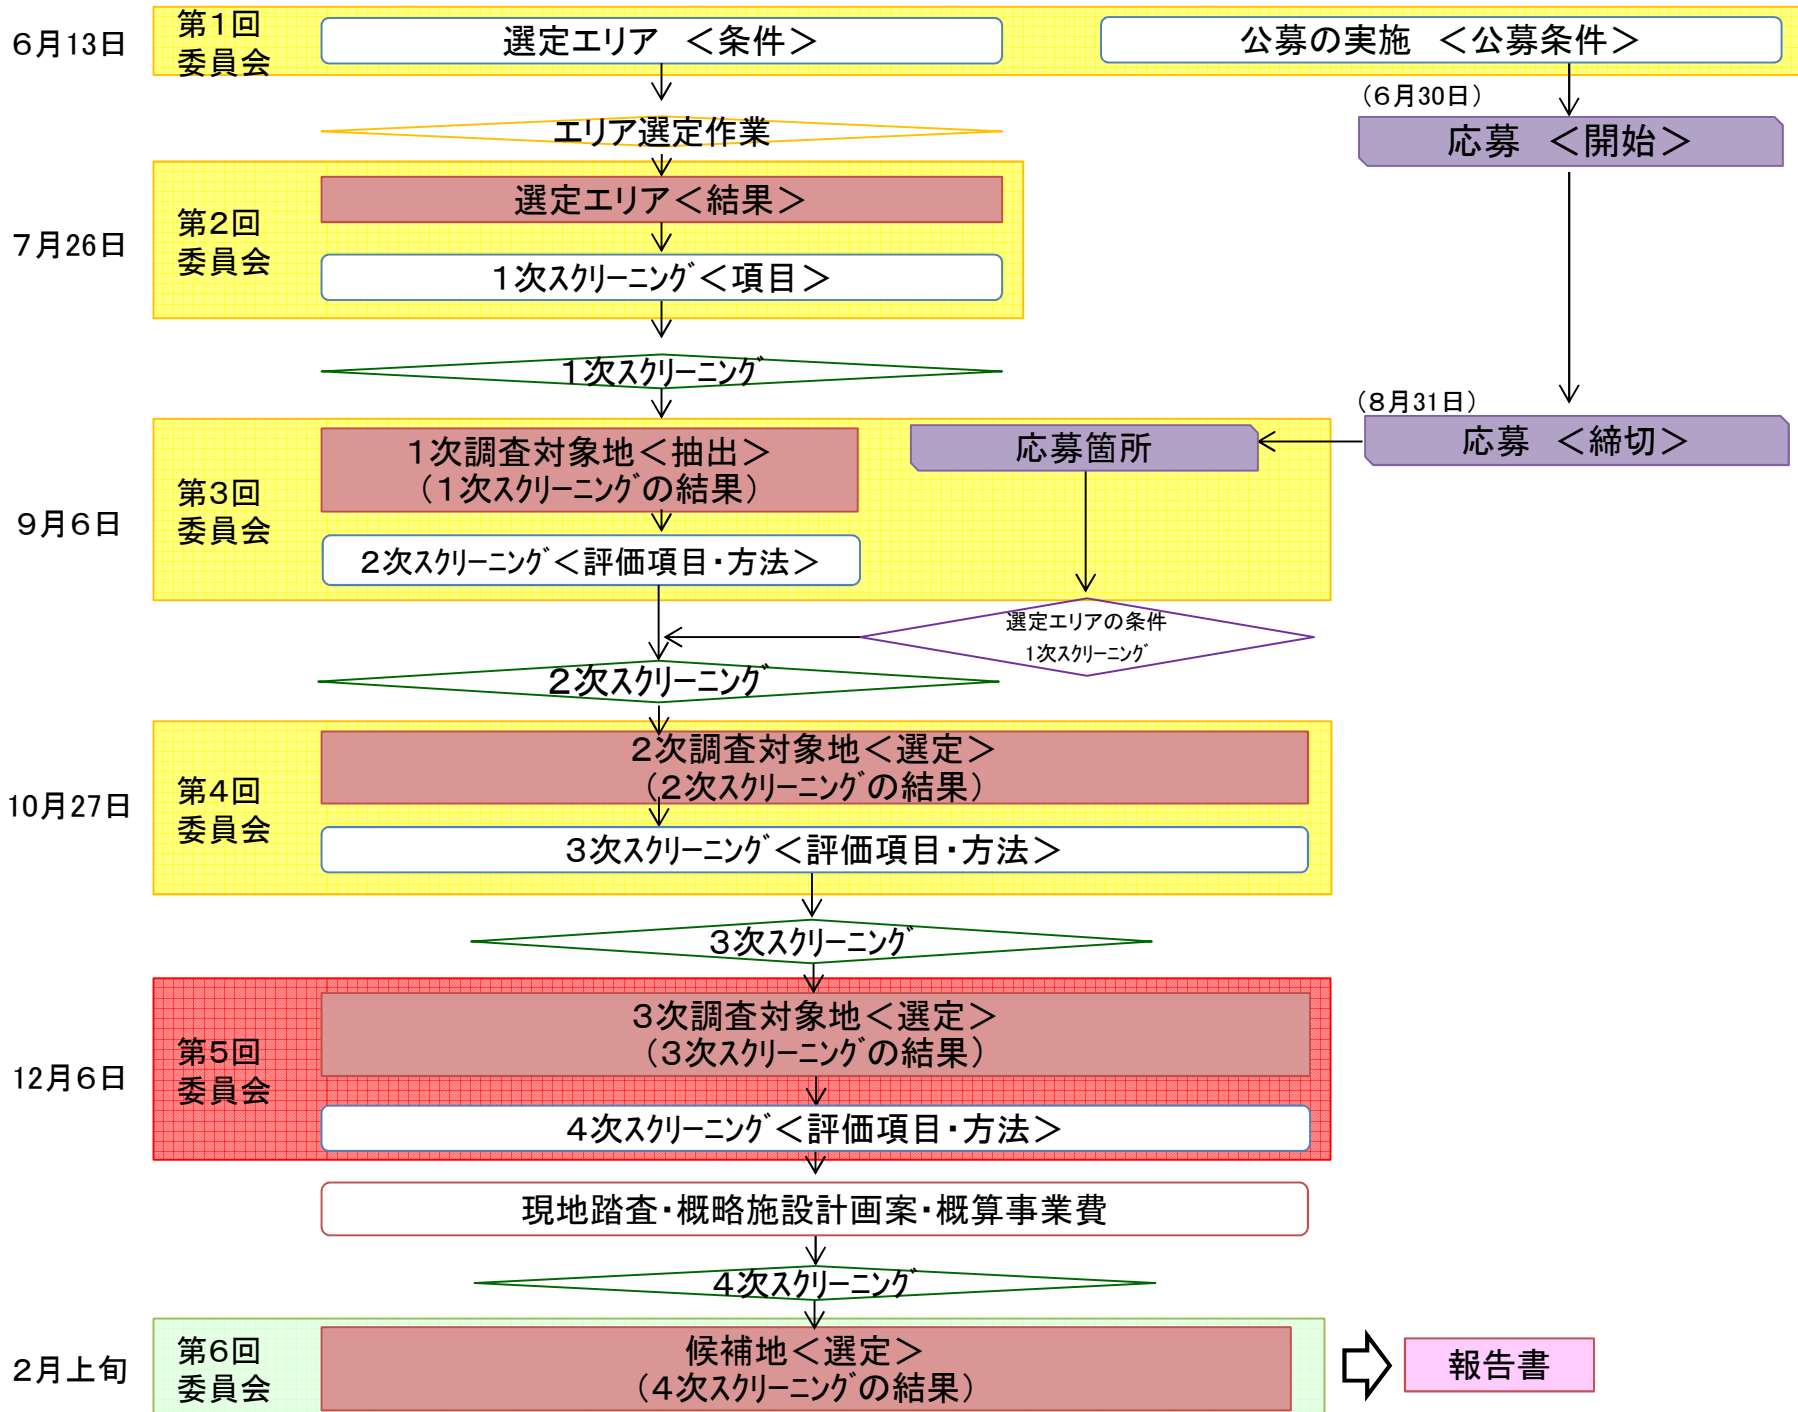 6月13日
第1回
委員会
選定エリア ＜条件＞
公募の実施 ＜公募条件＞
（6月30日）
応募 ＜開始＞
エリア選定作業
7月26日
第2回
委員会
選定エリア＜結果＞
1次スクリーニング＜項目＞
1次スクリーニング
（8月31日）
応募 ＜締切＞
9月6日
第3回
委員会
1次調査対象地＜抽出＞
（1次スクリーニングの結果）
応募箇所
2次スクリーニング＜評価項目・方法＞
選定エリアの条件
1次スクリーニング
2次スクリーニング
10月27日
第4回
委員会
2次調査対象地＜選定＞
（2次スクリーニングの結果）
3次スクリーニング＜評価項目・方法＞
3次スクリーニング
12月6日
第5回
委員会
3次調査対象地＜選定＞
（3次スクリーニングの結果）
4次スクリーニング＜評価項目・方法＞
現地踏査・概略施設計画案・概算事業費
4次スクリーニング
2月上旬
第6回
委員会
候補地＜選定＞
（4次スクリーニングの結果）
報告書